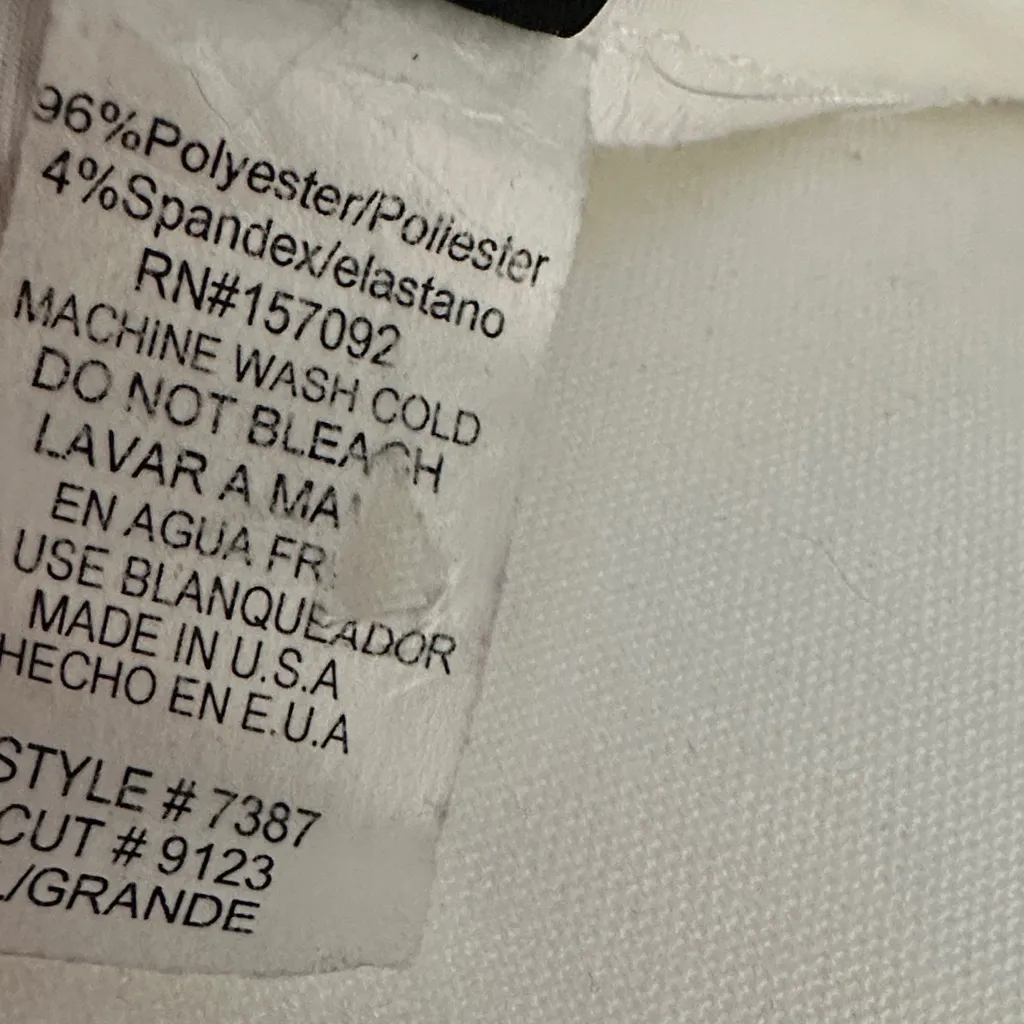 96%Polyester/Poliester
4%Spandex/elastano
RN#157092
MACHINE WASH COLD
DO NOT BLEACH
LAVAR A
EN AGUA
USE BLANQUEADOR
MADE IN U.S.A
HECHO EN E.U.A
STYLE # 7387
CUT # 9123
L/GRANDE